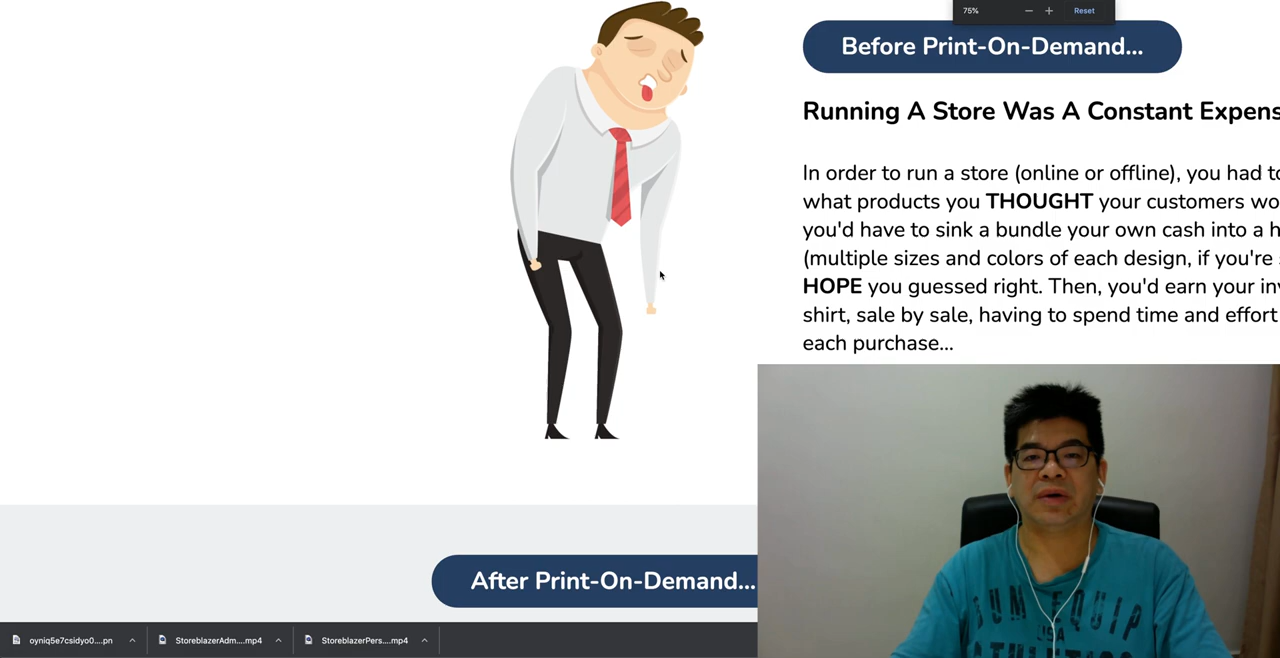 75%
Reset
Before Print-On-Demand...
Running A Store Was A Constant Expens
In order to run a store (online or offline), you had to
what products you THOUGHT your customers wo
you'd have to sink a bundle your own cash into a h
(multiple sizes and colors of each design, if you're
HOPE you guessed right. Then, you'd earn your inv
shirt, sale by sale, having to spend time and effort
each purchase...
After Print-On-Demand...
oyniq5e7csidyo0....pn
StoreblazerAdm....mp4
StoreblazerPers....mp4
EQUIP
USA